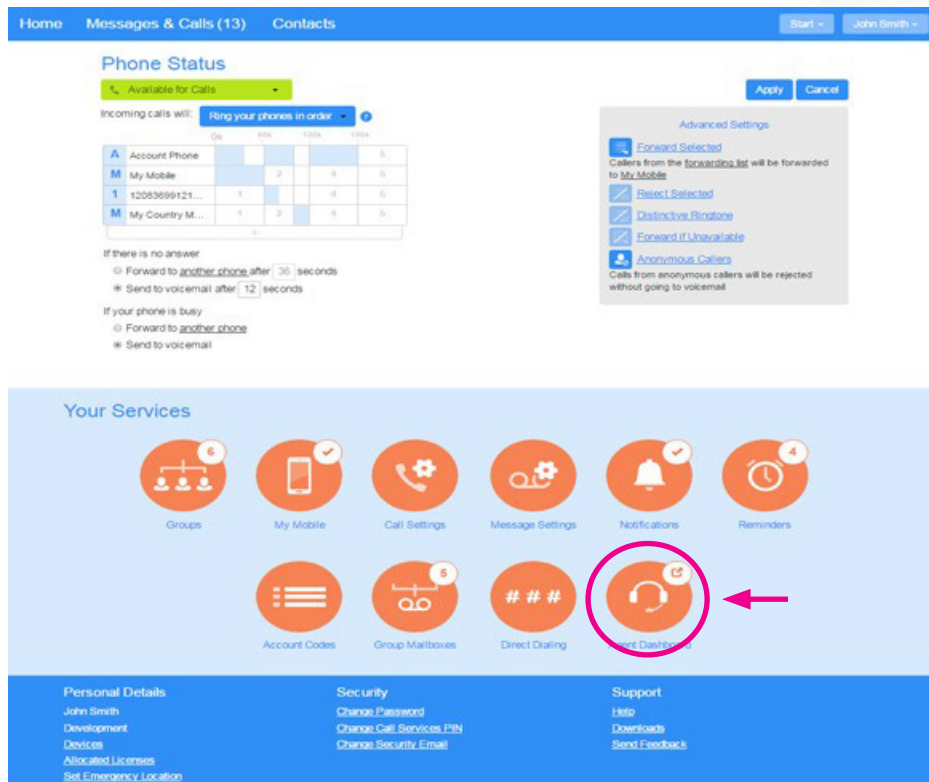 Home Messages & Calls (13) Contacts Start John Smith
Phone Status
Available for Calls
Apply Cancel
Incoming calls will: Ring your phones in order ?
Advanced Settings
Forward Selected
Callers from the forwarding list will be forwarded
to My Mobile
Reject Selected
Distinctive Ringtone
Forward if Unavailable
Anonymous Callers
Calls from anonymous callers will be rejected
without going to voicemail
A Account Phone 5
M My Mobile 2 4 5
1 12083699121... 1 4 5
M My Country M... 1 2 4 5
If there is no answer
Forward to another phone after 36 seconds
Send to voicemail after 12 seconds
If your phone is busy
Forward to another phone
Send to voicemail
Your Services
6 4
Groups My Mobile Call Settings Message Settings Notifications Reminders
5
# # #
Account Codes Group Mailboxes Direct Dialing Agent Dashboard
Personal Details
John Smith
Development
Devices
Allocated Licenses
Set Emergency Location
Security
Change Password
Change Call Services PIN
Change Security Email
Support
Help
Downloads
Send Feedback